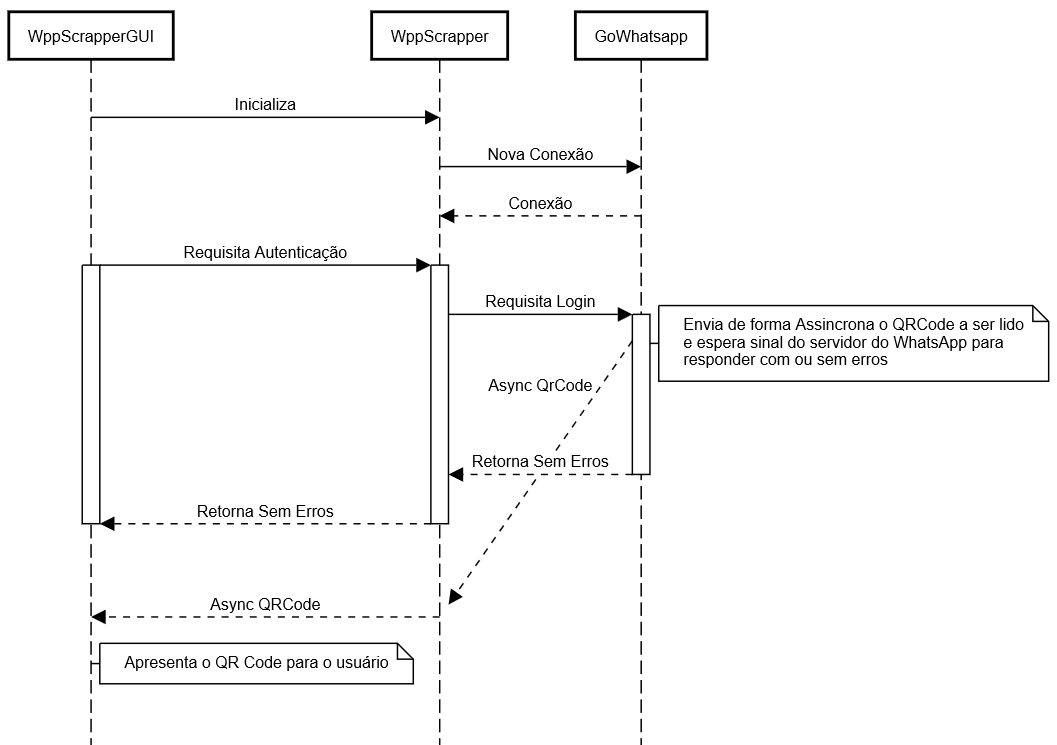 WppScrapperGUI
WppScrapper
GoWhatsapp
Inicializa
Nova Conexão
Conexão
Requisita Autenticação
Requisita Login
Envia de forma Assincrona o QRCode a ser lido
e espera sinal do servidor do WhatsApp para
responder com ou sem erros
Async QrCode
Retorna Sem Erros
Retorna Sem Erros
Async QRCode
Apresenta o QR Code para o usuário